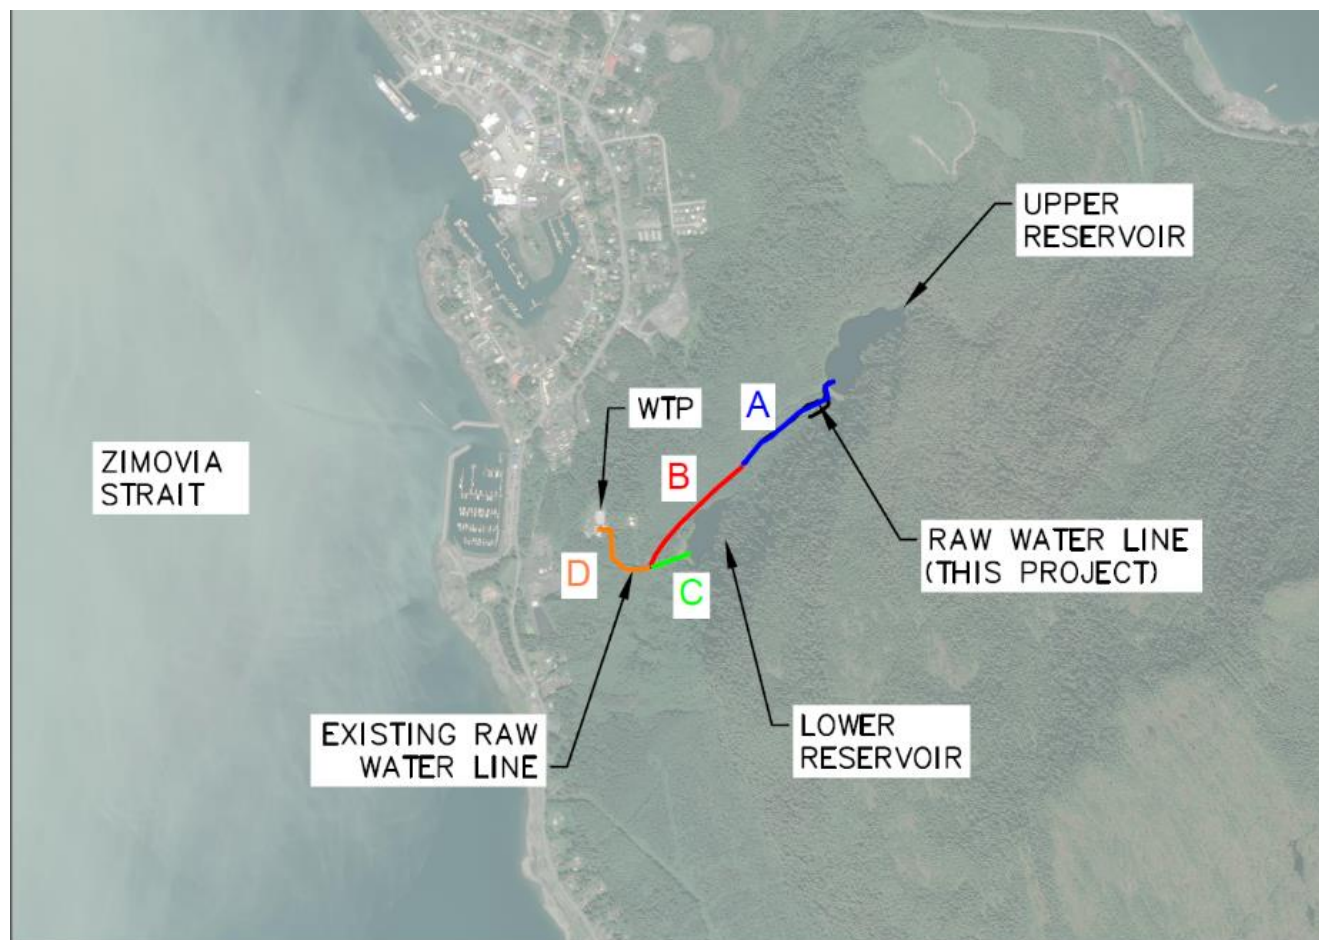 UPPER
RESERVOIR
A
WTP
B
ZIMOVIA
STRAIT
RAW WATER LINE
(THIS PROJECT)
D
C
EXISTING RAW
WATER LINE
LOWER
RESERVOIR